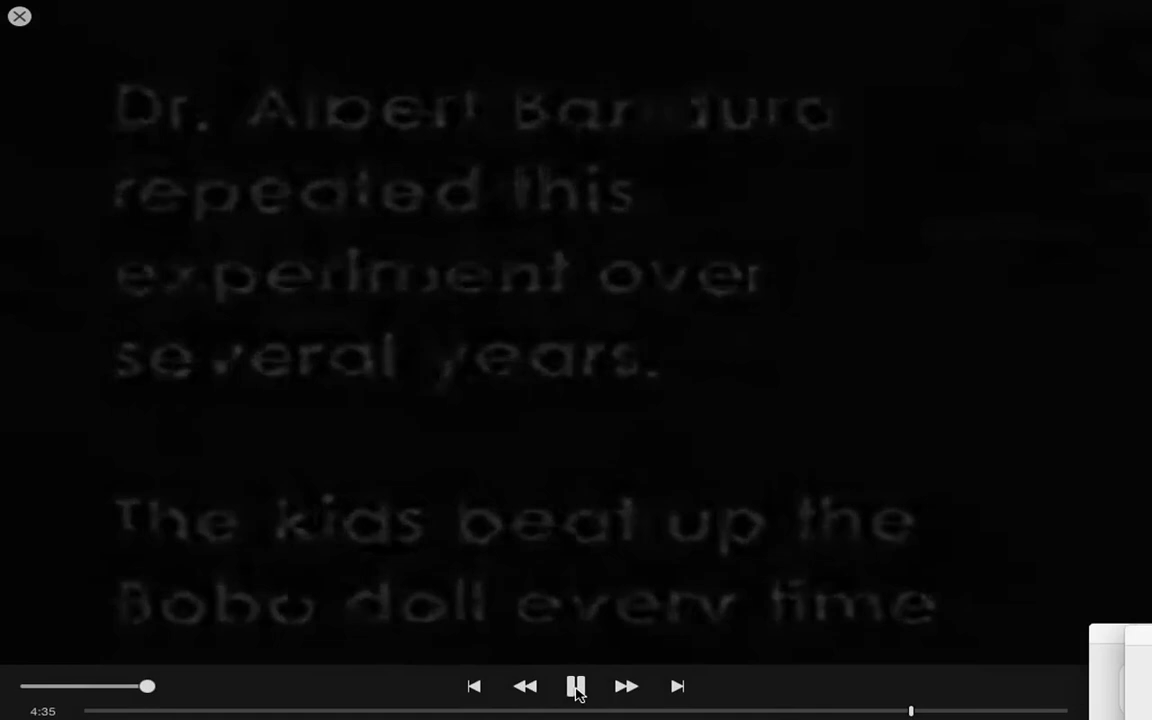 Dr. Albert Bandura
repeated this
experiment over
several years.
The kids beat up the
Bobo doll every time
4:35